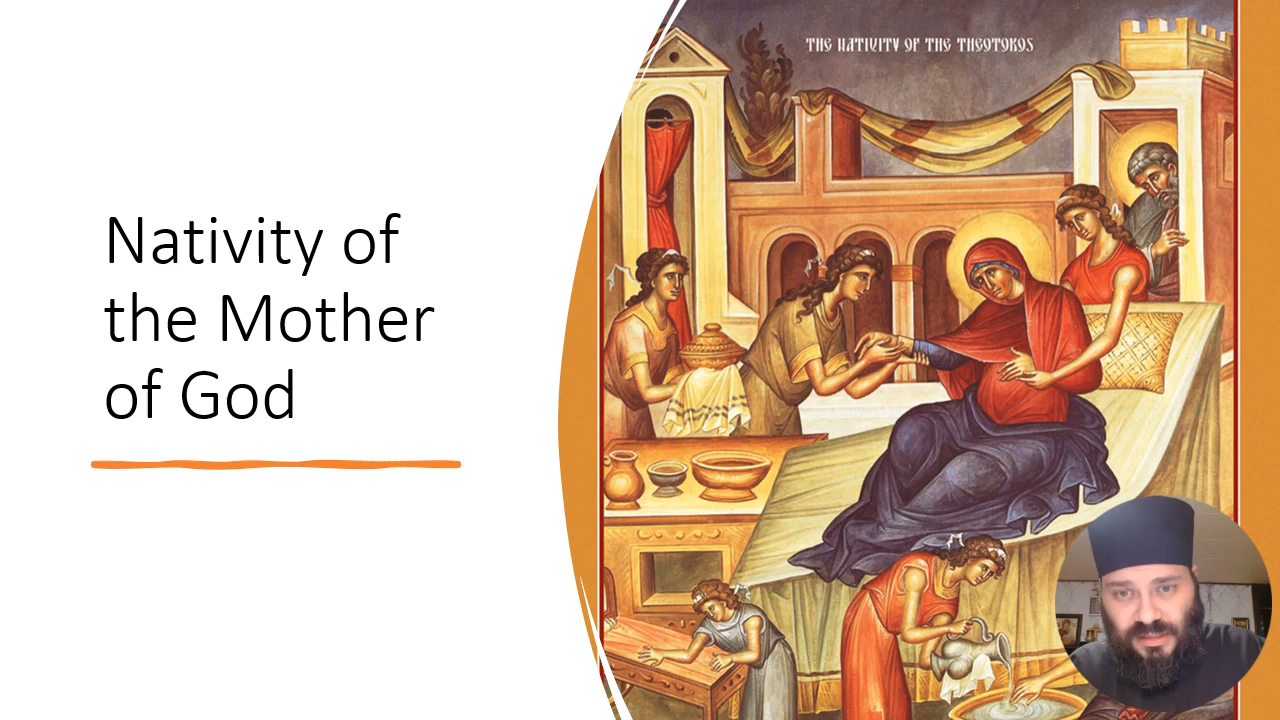 Nativity of
the Mother
of God
THE NATIVITY OF THE THEOTOKOS